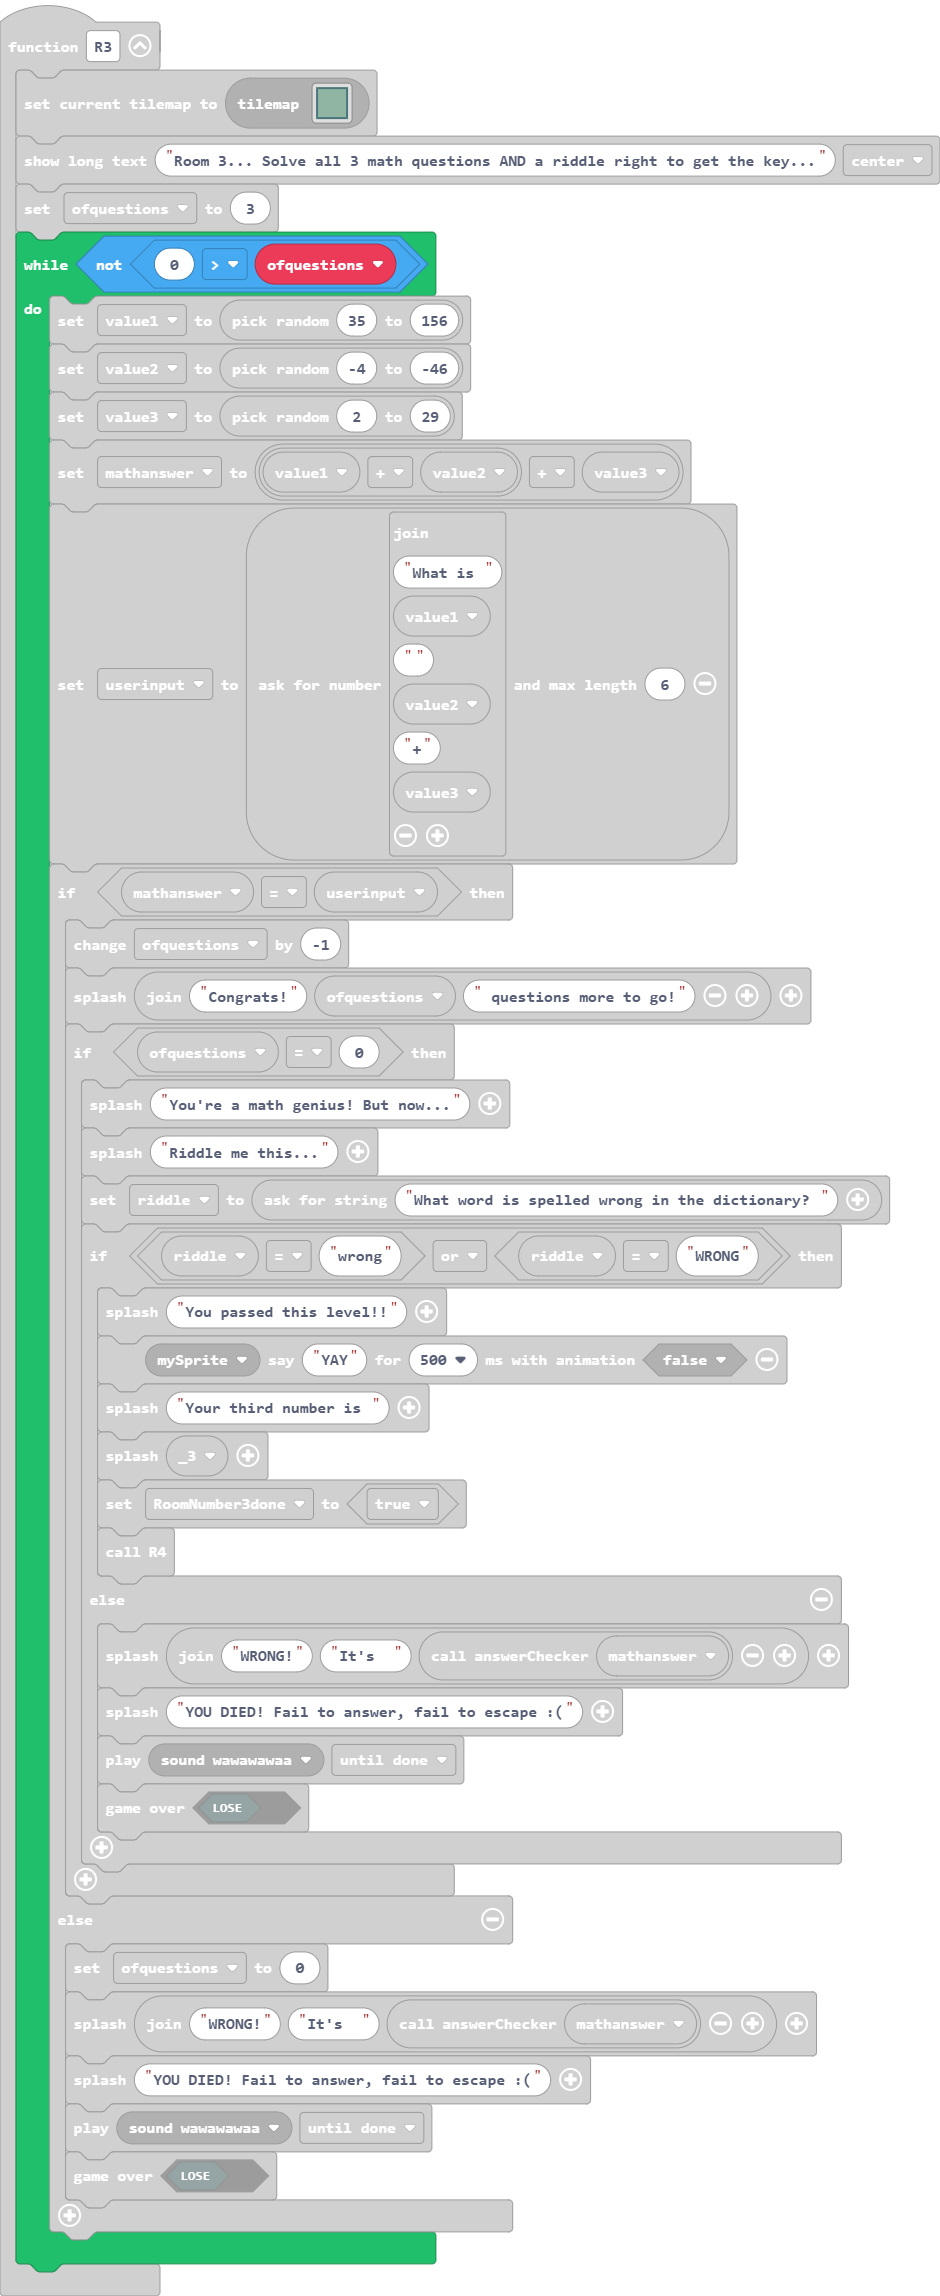 function R3
set current tilemap to tilemap
show long text "Room 3... Solve all 3 math questions AND a riddle right to get the key..." center
set ofquestions to 3
while not 0 > ofquestions
do
set value1 to pick random 35 to 156
set value2 to pick random -4 to -46
set value3 to pick random 2 to 29
set mathanswer to value1 + value2 + value3
join
"What is "
value1
" "
set userinput to ask for number value2 and max length 6
"+"
value3
if mathanswer = userinput then
change ofquestions by -1
splash join "Congrats!" ofquestions " questions more to go!"
if ofquestions = 0 then
splash "You're a math genius! But now..."
splash "Riddle me this..."
set riddle to ask for string "What word is spelled wrong in the dictionary? "
if riddle = "wrong" or riddle = "WRONG" then
splash "You passed this level!!"
mySprite say "YAY" for 500 ms with animation false
splash "Your third number is "
splash _3
set RoomNumber3done to true
call R4
else
splash join "WRONG!" "It's  " call answerChecker mathanswer
splash "YOU DIED! Fail to answer, fail to escape :("
play sound wawawawaa until done
game over LOSE
else
set ofquestions to 0
splash join "WRONG!" "It's  " call answerChecker mathanswer
splash "YOU DIED! Fail to answer, fail to escape :("
play sound wawawawaa until done
game over LOSE